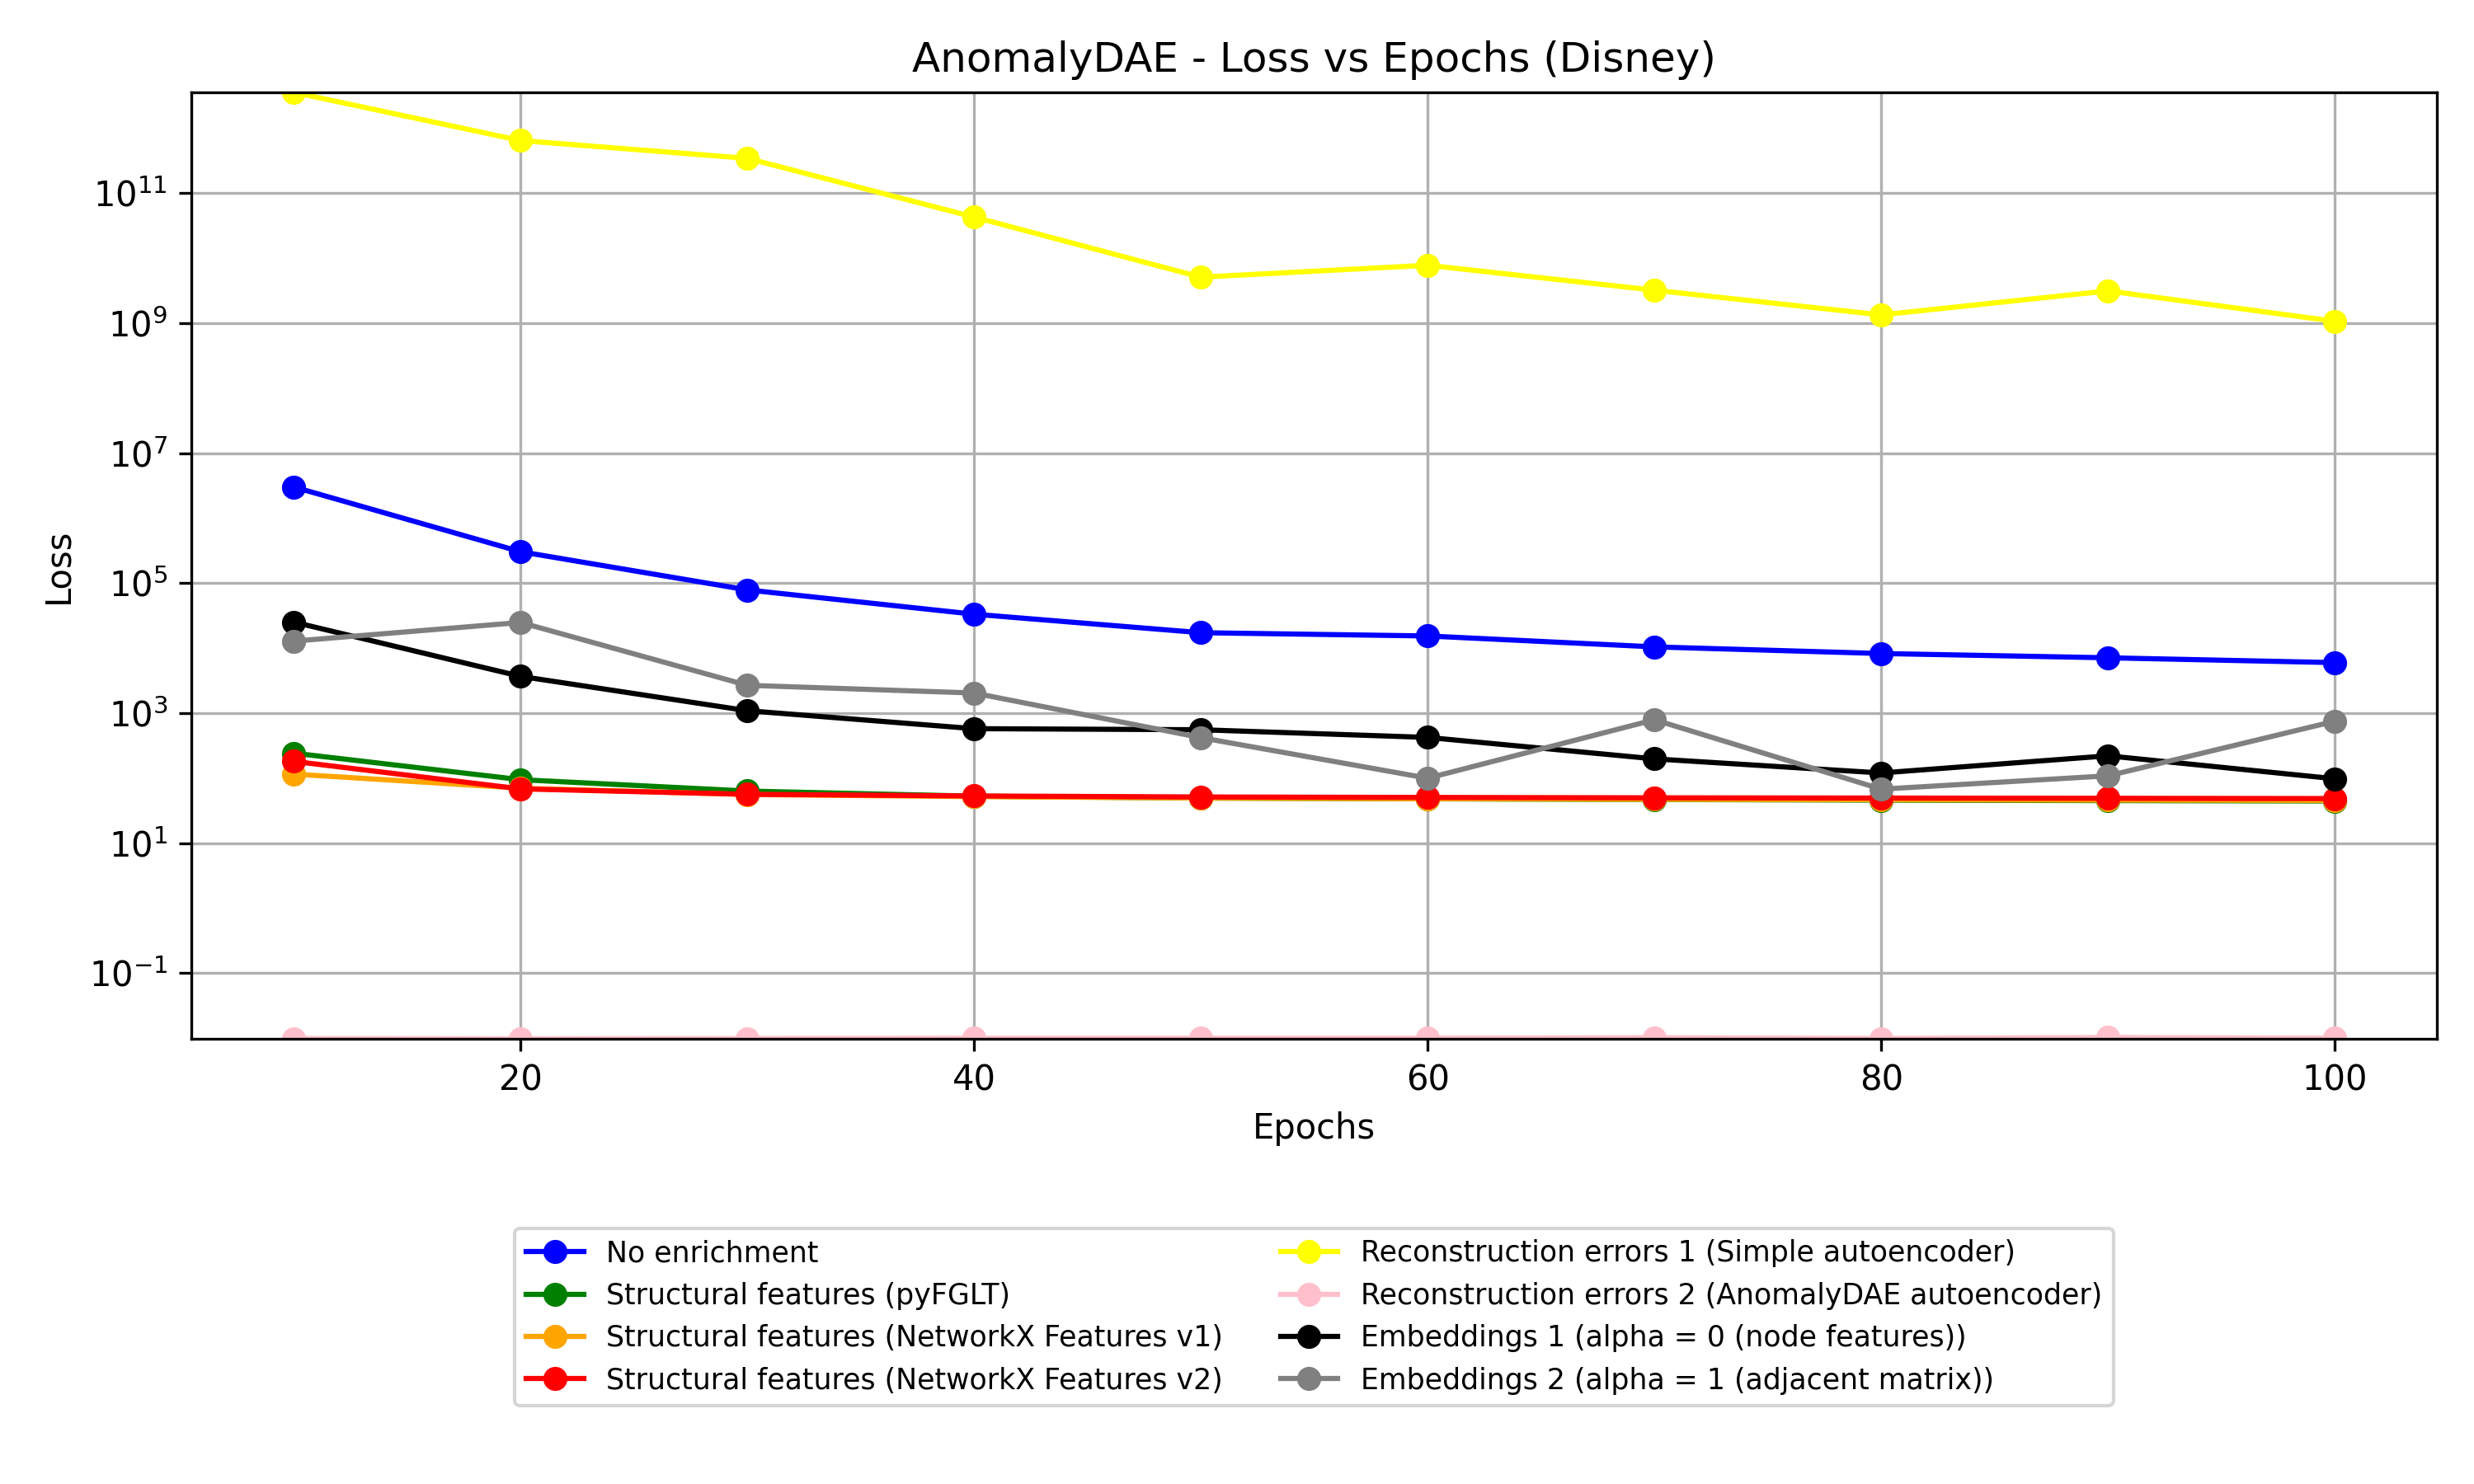 AnomalyDAE - Loss vs Epochs (Disney)
10¹¹
10⁹
10⁷
10⁵
10³
10¹
10⁻¹
Loss
20 40 60 80 100
Epochs
No enrichment
Structural features (pyFGLT)
Structural features (NetworkX Features v1)
Structural features (NetworkX Features v2)
Reconstruction errors 1 (Simple autoencoder)
Reconstruction errors 2 (AnomalyDAE autoencoder)
Embeddings 1 (alpha = 0 (node features))
Embeddings 2 (alpha = 1 (adjacent matrix))